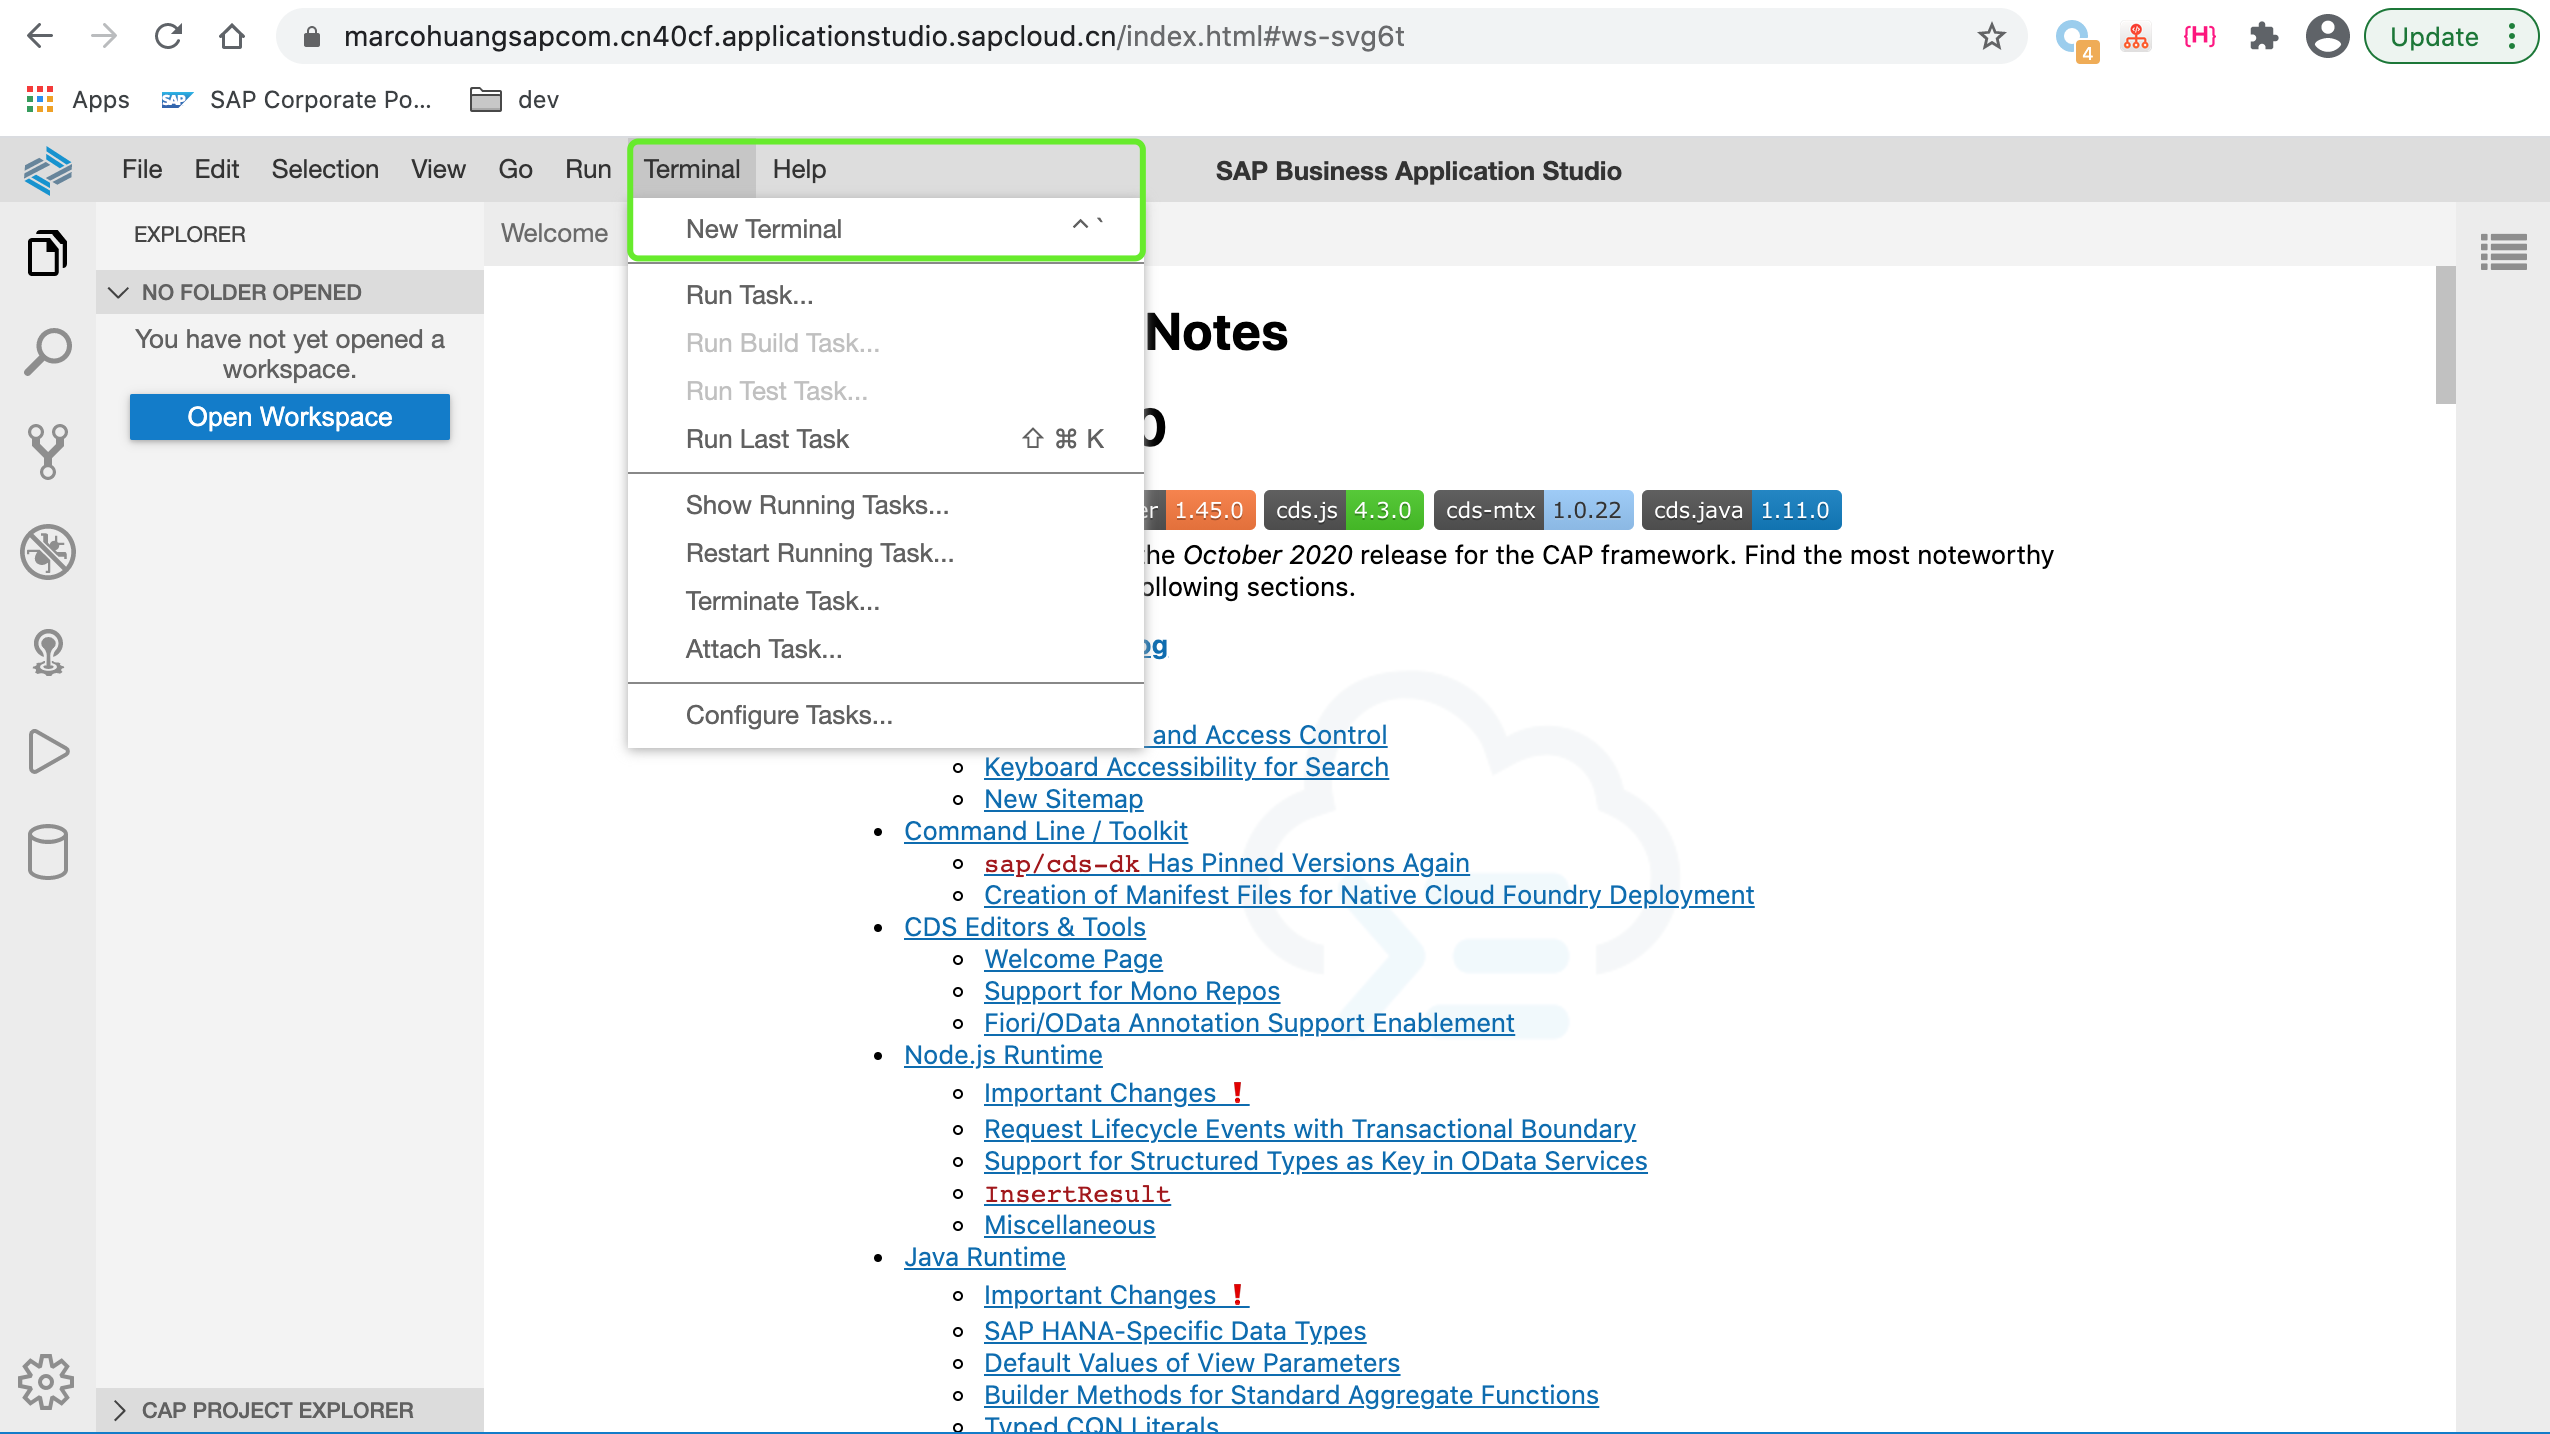 marcohuangsapcom.cn40cf.applicationstudio.sapcloud.cn/index.html#ws-svg6t
4
{H}
Update
Apps
SAP
SAP Corporate Po...
dev
File Edit Selection View Go Run Terminal Help
SAP Business Application Studio
EXPLORER
Welcome
NO FOLDER OPENED
You have not yet opened a
workspace.
Open Workspace
New Terminal ^ `
Run Task...
Run Build Task...
Run Test Task...
Run Last Task ⇧ ⌘ K
Show Running Tasks...
Restart Running Task...
Terminate Task...
Attach Task...
Configure Tasks...
Notes
1.45.0 cds.js 4.3.0 cds-mtx 1.0.22 cds.java 1.11.0
October 2020 release for the CAP framework. Find the most noteworthy
sections.
and Access Control
Keyboard Accessibility for Search
New Sitemap
Command Line / Toolkit
sap/cds-dk Has Pinned Versions Again
Creation of Manifest Files for Native Cloud Foundry Deployment
CDS Editors & Tools
Welcome Page
Support for Mono Repos
Fiori/OData Annotation Support Enablement
Node.js Runtime
Important Changes ❗
Request Lifecycle Events with Transactional Boundary
Support for Structured Types as Key in OData Services
InsertResult
Miscellaneous
Java Runtime
Important Changes ❗
SAP HANA-Specific Data Types
Default Values of View Parameters
Builder Methods for Standard Aggregate Functions
Typed CQN Literals
CAP PROJECT EXPLORER